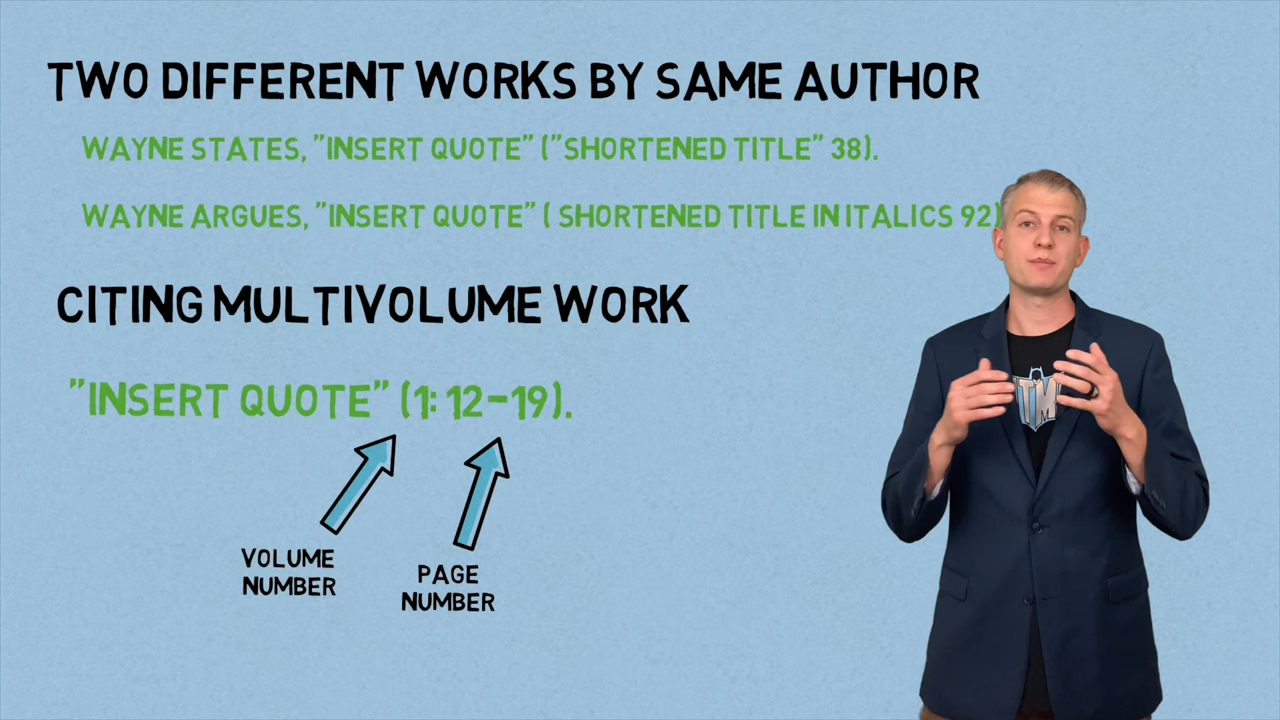 TWO DIFFERENT WORKS BY SAME AUTHOR
WAYNE STATES, "INSERT QUOTE" ("SHORTENED TITLE" 38).
WAYNE ARGUES, "INSERT QUOTE" ( SHORTENED TITLE IN ITALICS 92)
CITING MULTIVOLUME WORK
"INSERT QUOTE" (1: 12-19).
VOLUME
NUMBER
PAGE
NUMBER
TM